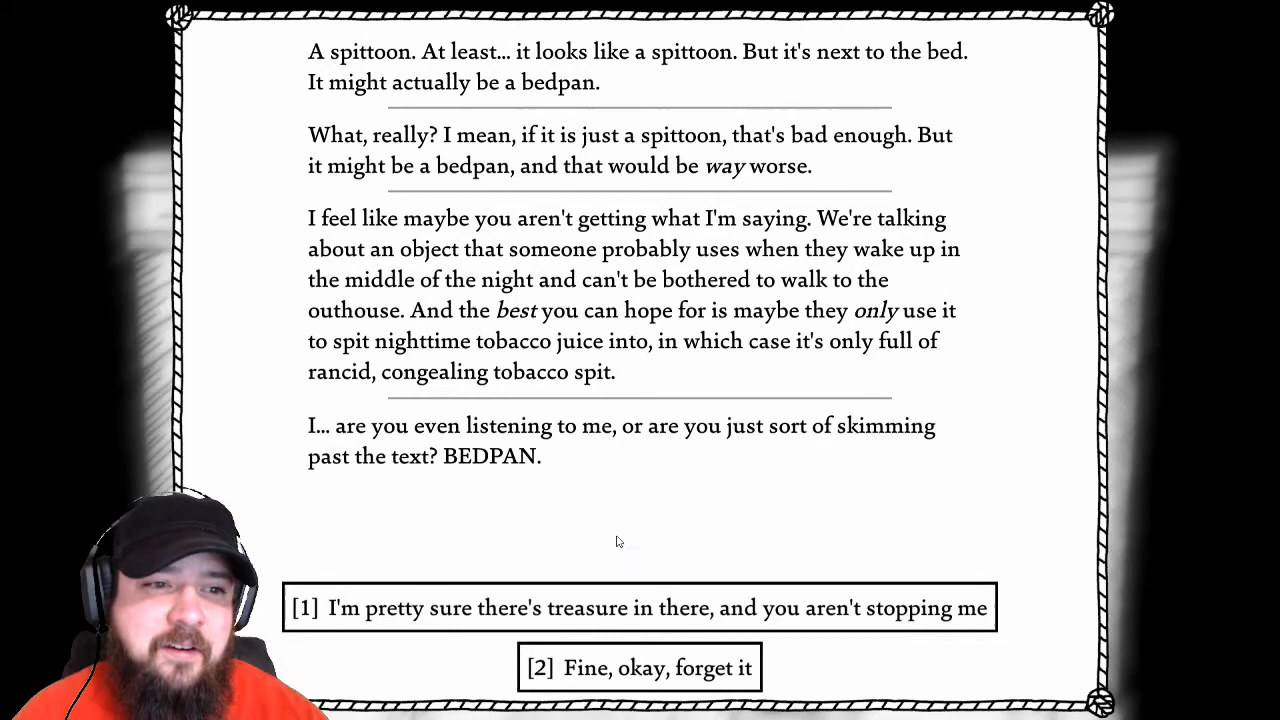 A spittoon. At least... it looks like a spittoon. But it's next to the bed.
It might actually be a bedpan.
What, really? I mean, if it is just a spittoon, that's bad enough. But
it might be a bedpan, and that would be way worse.
I feel like maybe you aren't getting what I'm saying. We're talking
about an object that someone probably uses when they wake up in
the middle of the night and can't be bothered to walk to the
outhouse. And the best you can hope for is maybe they only use it
to spit nighttime tobacco juice into, in which case it's only full of
rancid, congealing tobacco spit.
I... are you even listening to me, or are you just sort of skimming
past the text? BEDPAN.
[1] I'm pretty sure there's treasure in there, and you aren't stopping me
[2] Fine, okay, forget it